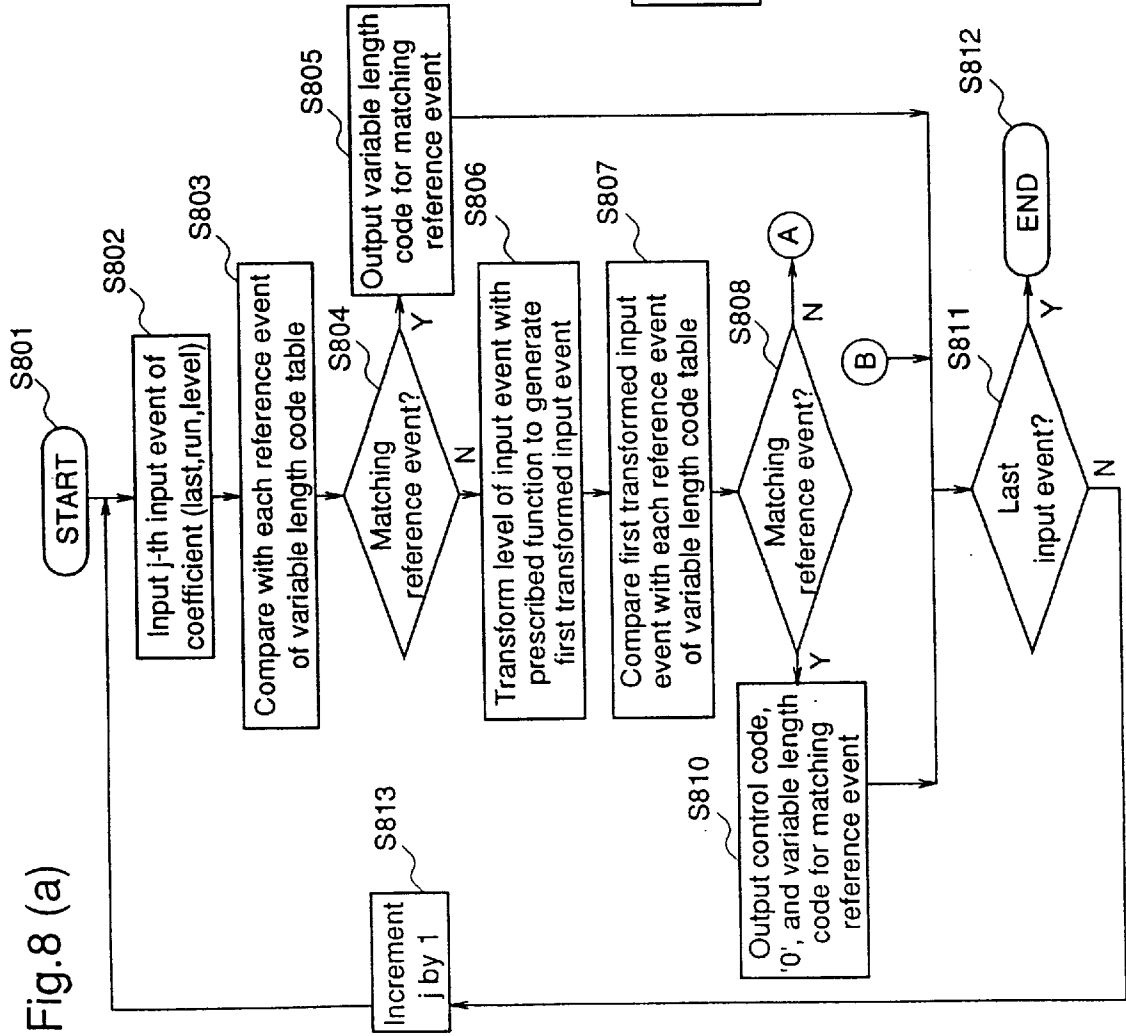 Fig.8 (a)
START
S801
Input j-th input event of
coefficient (last,run,level)
S802
Compare with each reference event
of variable length code table
S803
Matching
reference event?
S804
Y
N
Output variable length
code for matching
reference event
S805
Transform level of input event with
prescribed function to generate
first transformed input event
S806
Compare first transformed input
event with each reference event
of variable length code table
S807
Matching
reference event?
S808
Y
N
A
Output control code,
'0', and variable length
code for matching
reference event
S810
B
Last
input event?
S811
Y
N
END
S812
Increment
j by 1
S813